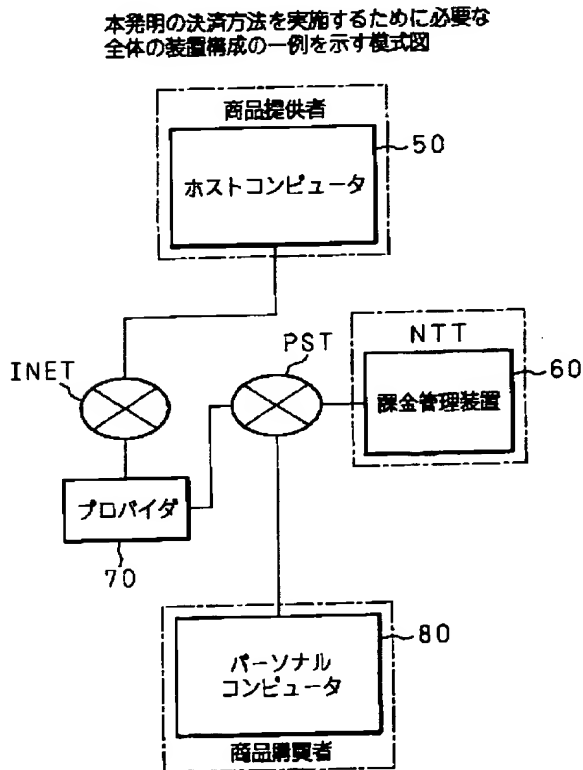 本発明の決済方法を実施するために必要な
全体の装置構成の一例を示す模式図
商品提供者
50
ホストコンピュータ
INET
PST
NTT
60
課金管理装置
プロバイダ
70
80
パーソナル
コンピュータ
商品購買者